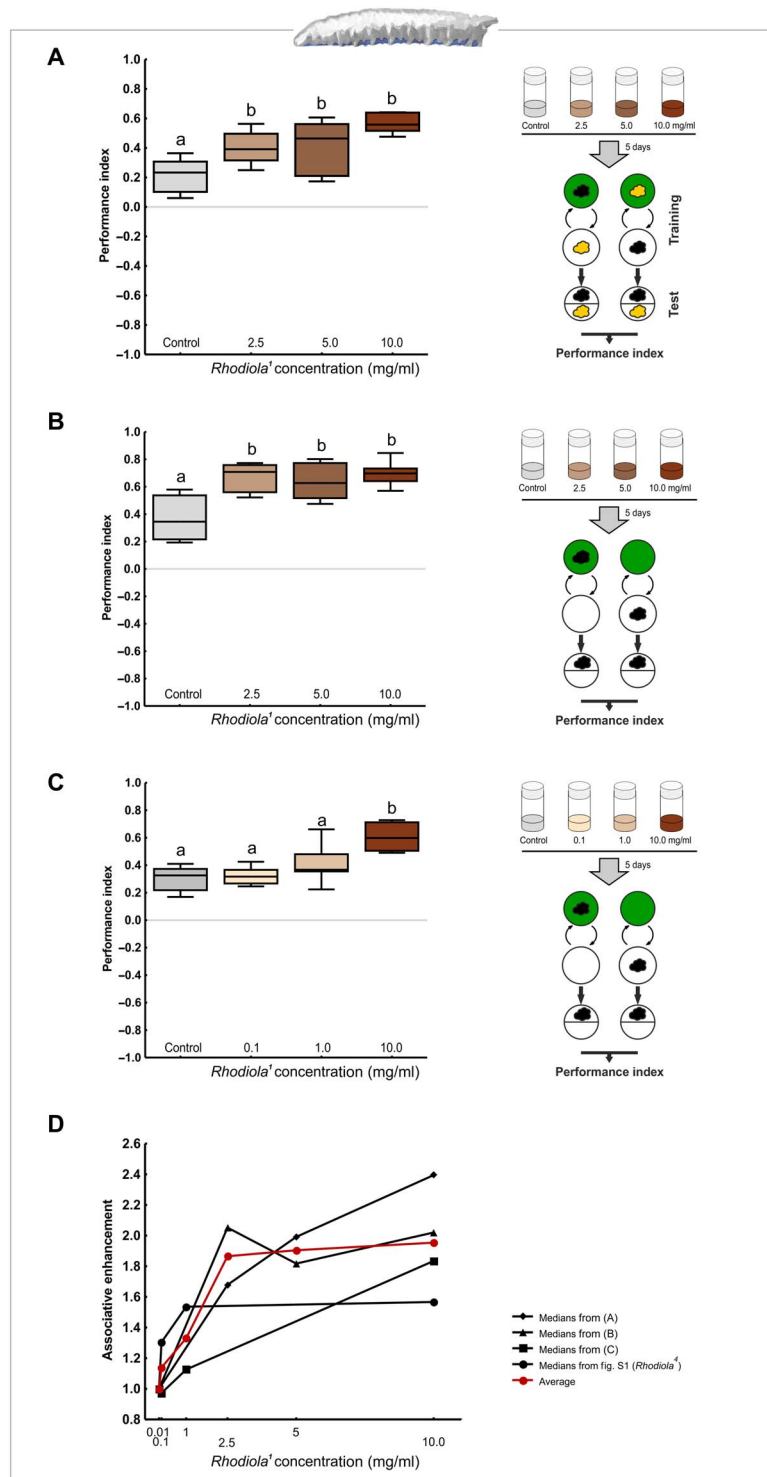 A
Performance index
1.0
0.8
0.6
0.4
0.2
0.0
–0.2
–0.4
–0.6
–0.8
–1.0
a
b
b
b
Control
2.5
5.0
10.0
Rhodiola¹ concentration (mg/ml)
Control
2.5
5.0
10.0 mg/ml
5 days
Training
Test
Performance index
B
Performance index
1.0
0.8
0.6
0.4
0.2
0.0
–0.2
–0.4
–0.6
–0.8
–1.0
a
b
b
b
Control
2.5
5.0
10.0
Rhodiola¹ concentration (mg/ml)
Control
2.5
5.0
10.0 mg/ml
5 days
Performance index
C
Performance index
1.0
0.8
0.6
0.4
0.2
0.0
–0.2
–0.4
–0.6
–0.8
–1.0
a
a
a
b
Control
0.1
1.0
10.0
Rhodiola¹ concentration (mg/ml)
Control
0.1
1.0
10.0 mg/ml
5 days
Performance index
D
Associative enhancement
2.6
2.4
2.2
2.0
1.8
1.6
1.4
1.2
1.0
0.8
0.01
0.1
1
2.5
5
10.0
Rhodiola¹ concentration (mg/ml)
Medians from (A)
Medians from (B)
Medians from (C)
Medians from fig. S1 (Rhodiola⁴)
Average